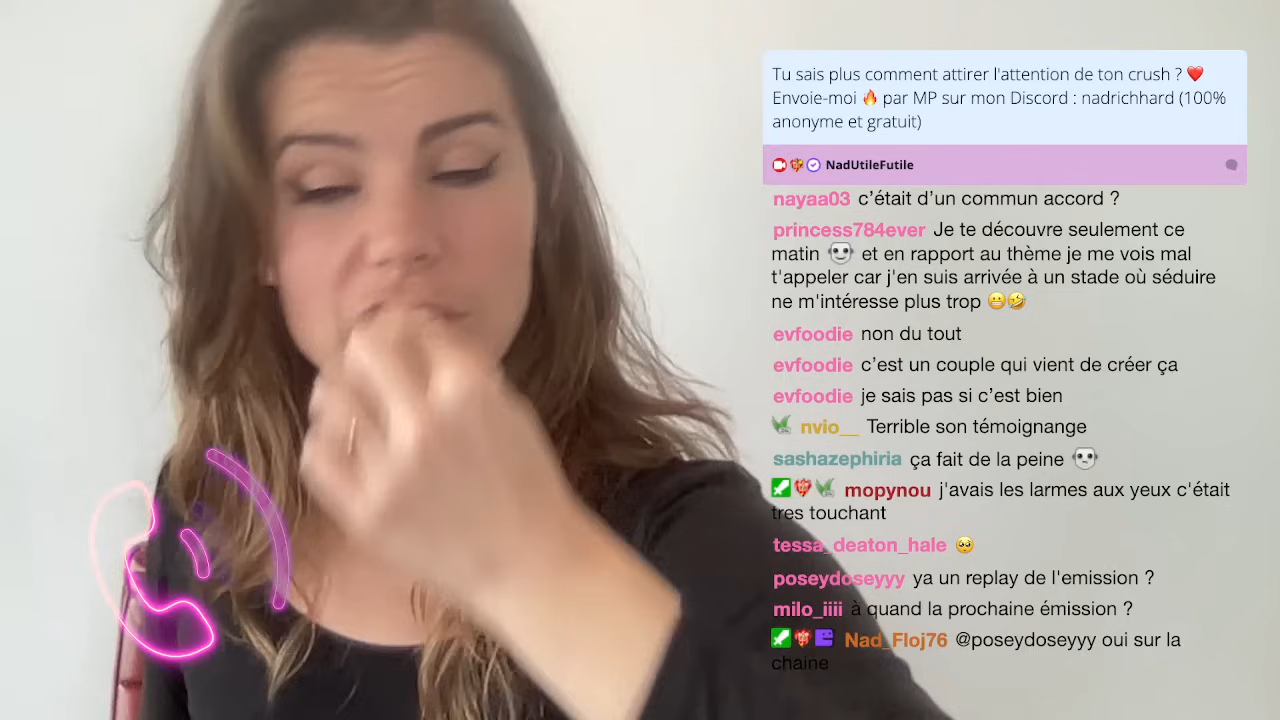 Tu sais plus comment attirer l'attention de ton crush ? ❤️
Envoie-moi 🔥 par MP sur mon Discord : nadrichhard (100%
anonyme et gratuit)
NadUtileFutile
nayaa03 c’était d’un commun accord ?
princess784ever Je te découvre seulement ce
matin et en rapport au thème je me vois mal
t'appeler car j'en suis arrivée à un stade où séduire
ne m'intéresse plus trop 😬🤣
evfoodie non du tout
evfoodie c’est un couple qui vient de créer ça
evfoodie je sais pas si c’est bien
nvio__ Terrible son témoignange
sashazephiria ça fait de la peine
mopynou j'avais les larmes aux yeux c'était
tres touchant
tessa_deaton_hale 🥺
poseydoseyyy ya un replay de l'emission ?
milo_iiii à quand la prochaine émission ?
Nad_Floj76 @poseydoseyyy oui sur la
chaine